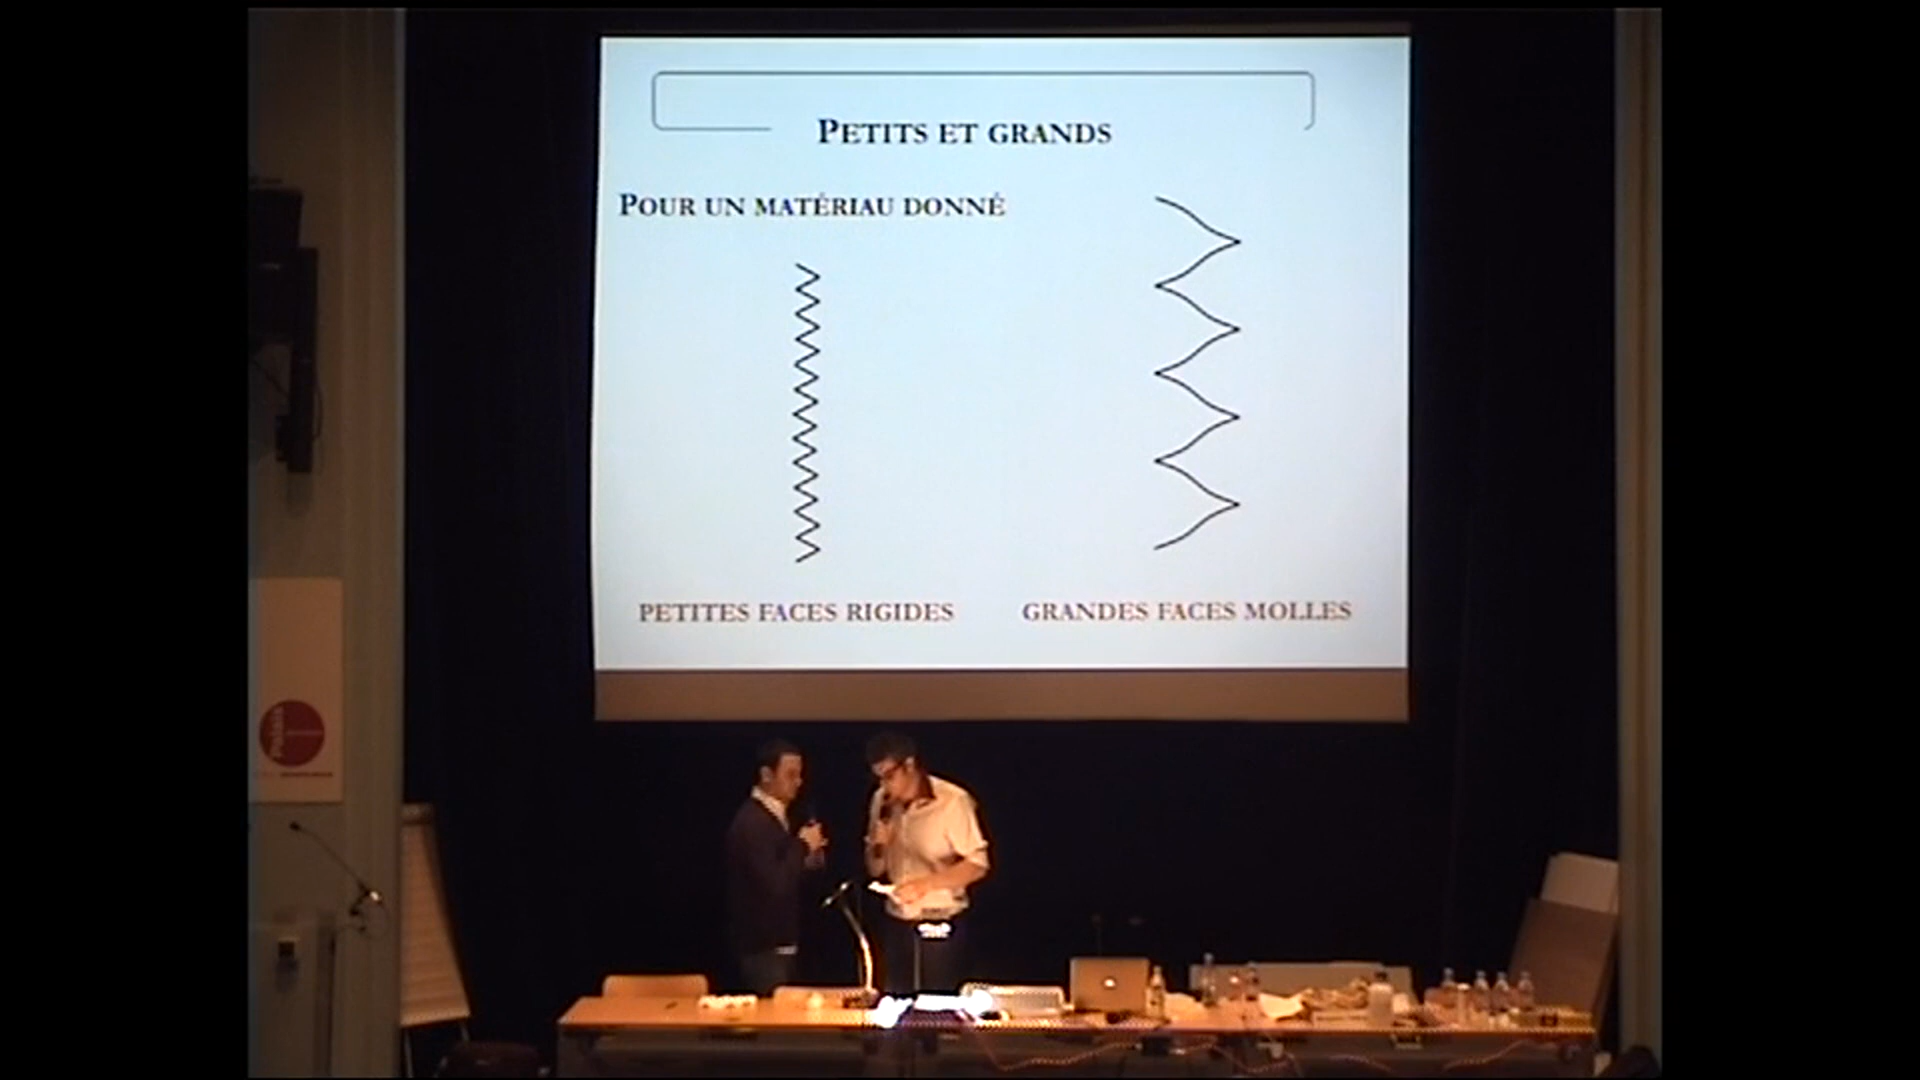 PETITS ET GRANDS
POUR UN MATÉRIAU DONNÉ
PETITES FACES RIGIDES
GRANDES FACES MOLLES